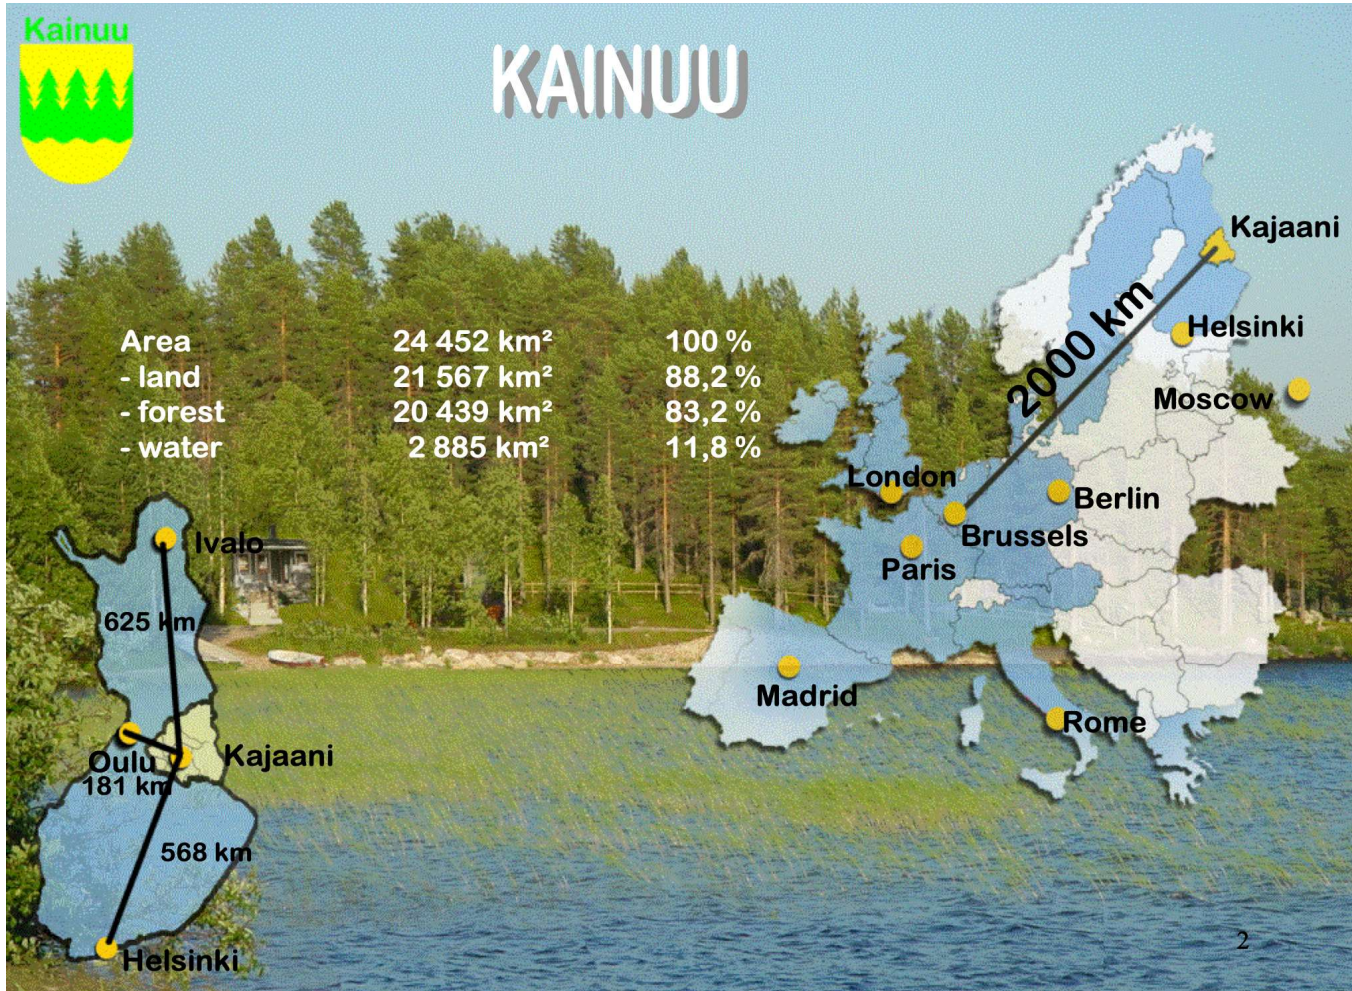 Kainuu
KAINUU
Area 24 452 km² 100 %
- land 21 567 km² 88,2 %
- forest 20 439 km² 83,2 %
- water 2 885 km² 11,8 %
Kajaani
2000 km
Helsinki
Moscow
London
Berlin
Brussels
Paris
Madrid
Rome
Ivalo
625 km
Oulu
Kajaani
181 km
568 km
Helsinki
2